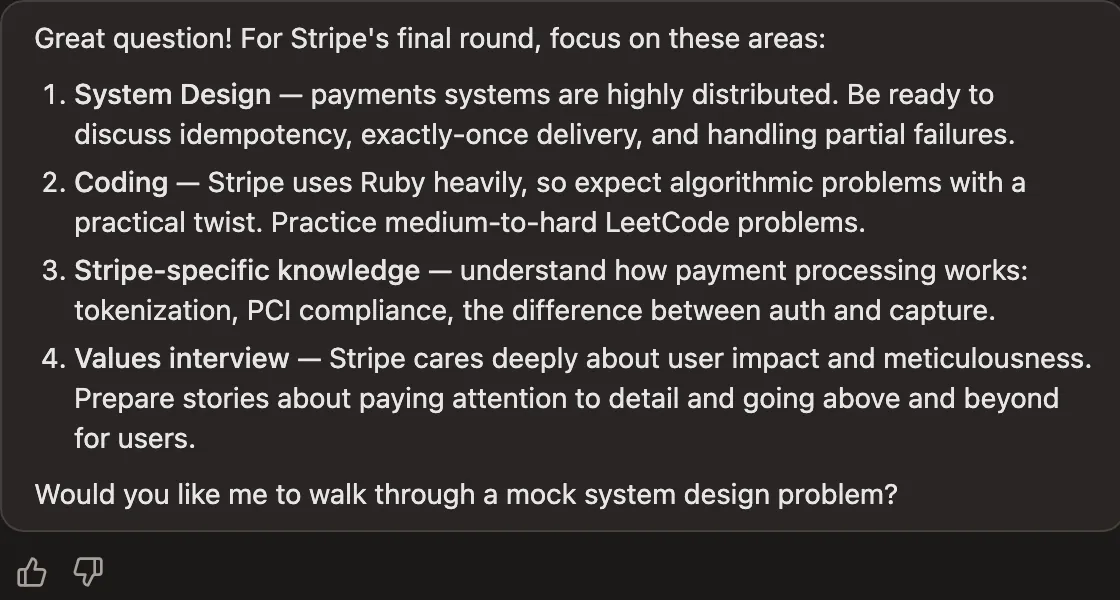 Great question! For Stripe's final round, focus on these areas:
1. System Design — payments systems are highly distributed. Be ready to
discuss idempotency, exactly-once delivery, and handling partial failures.
2. Coding — Stripe uses Ruby heavily, so expect algorithmic problems with a
practical twist. Practice medium-to-hard LeetCode problems.
3. Stripe-specific knowledge — understand how payment processing works:
tokenization, PCI compliance, the difference between auth and capture.
4. Values interview — Stripe cares deeply about user impact and meticulousness.
Prepare stories about paying attention to detail and going above and beyond
for users.
Would you like me to walk through a mock system design problem?